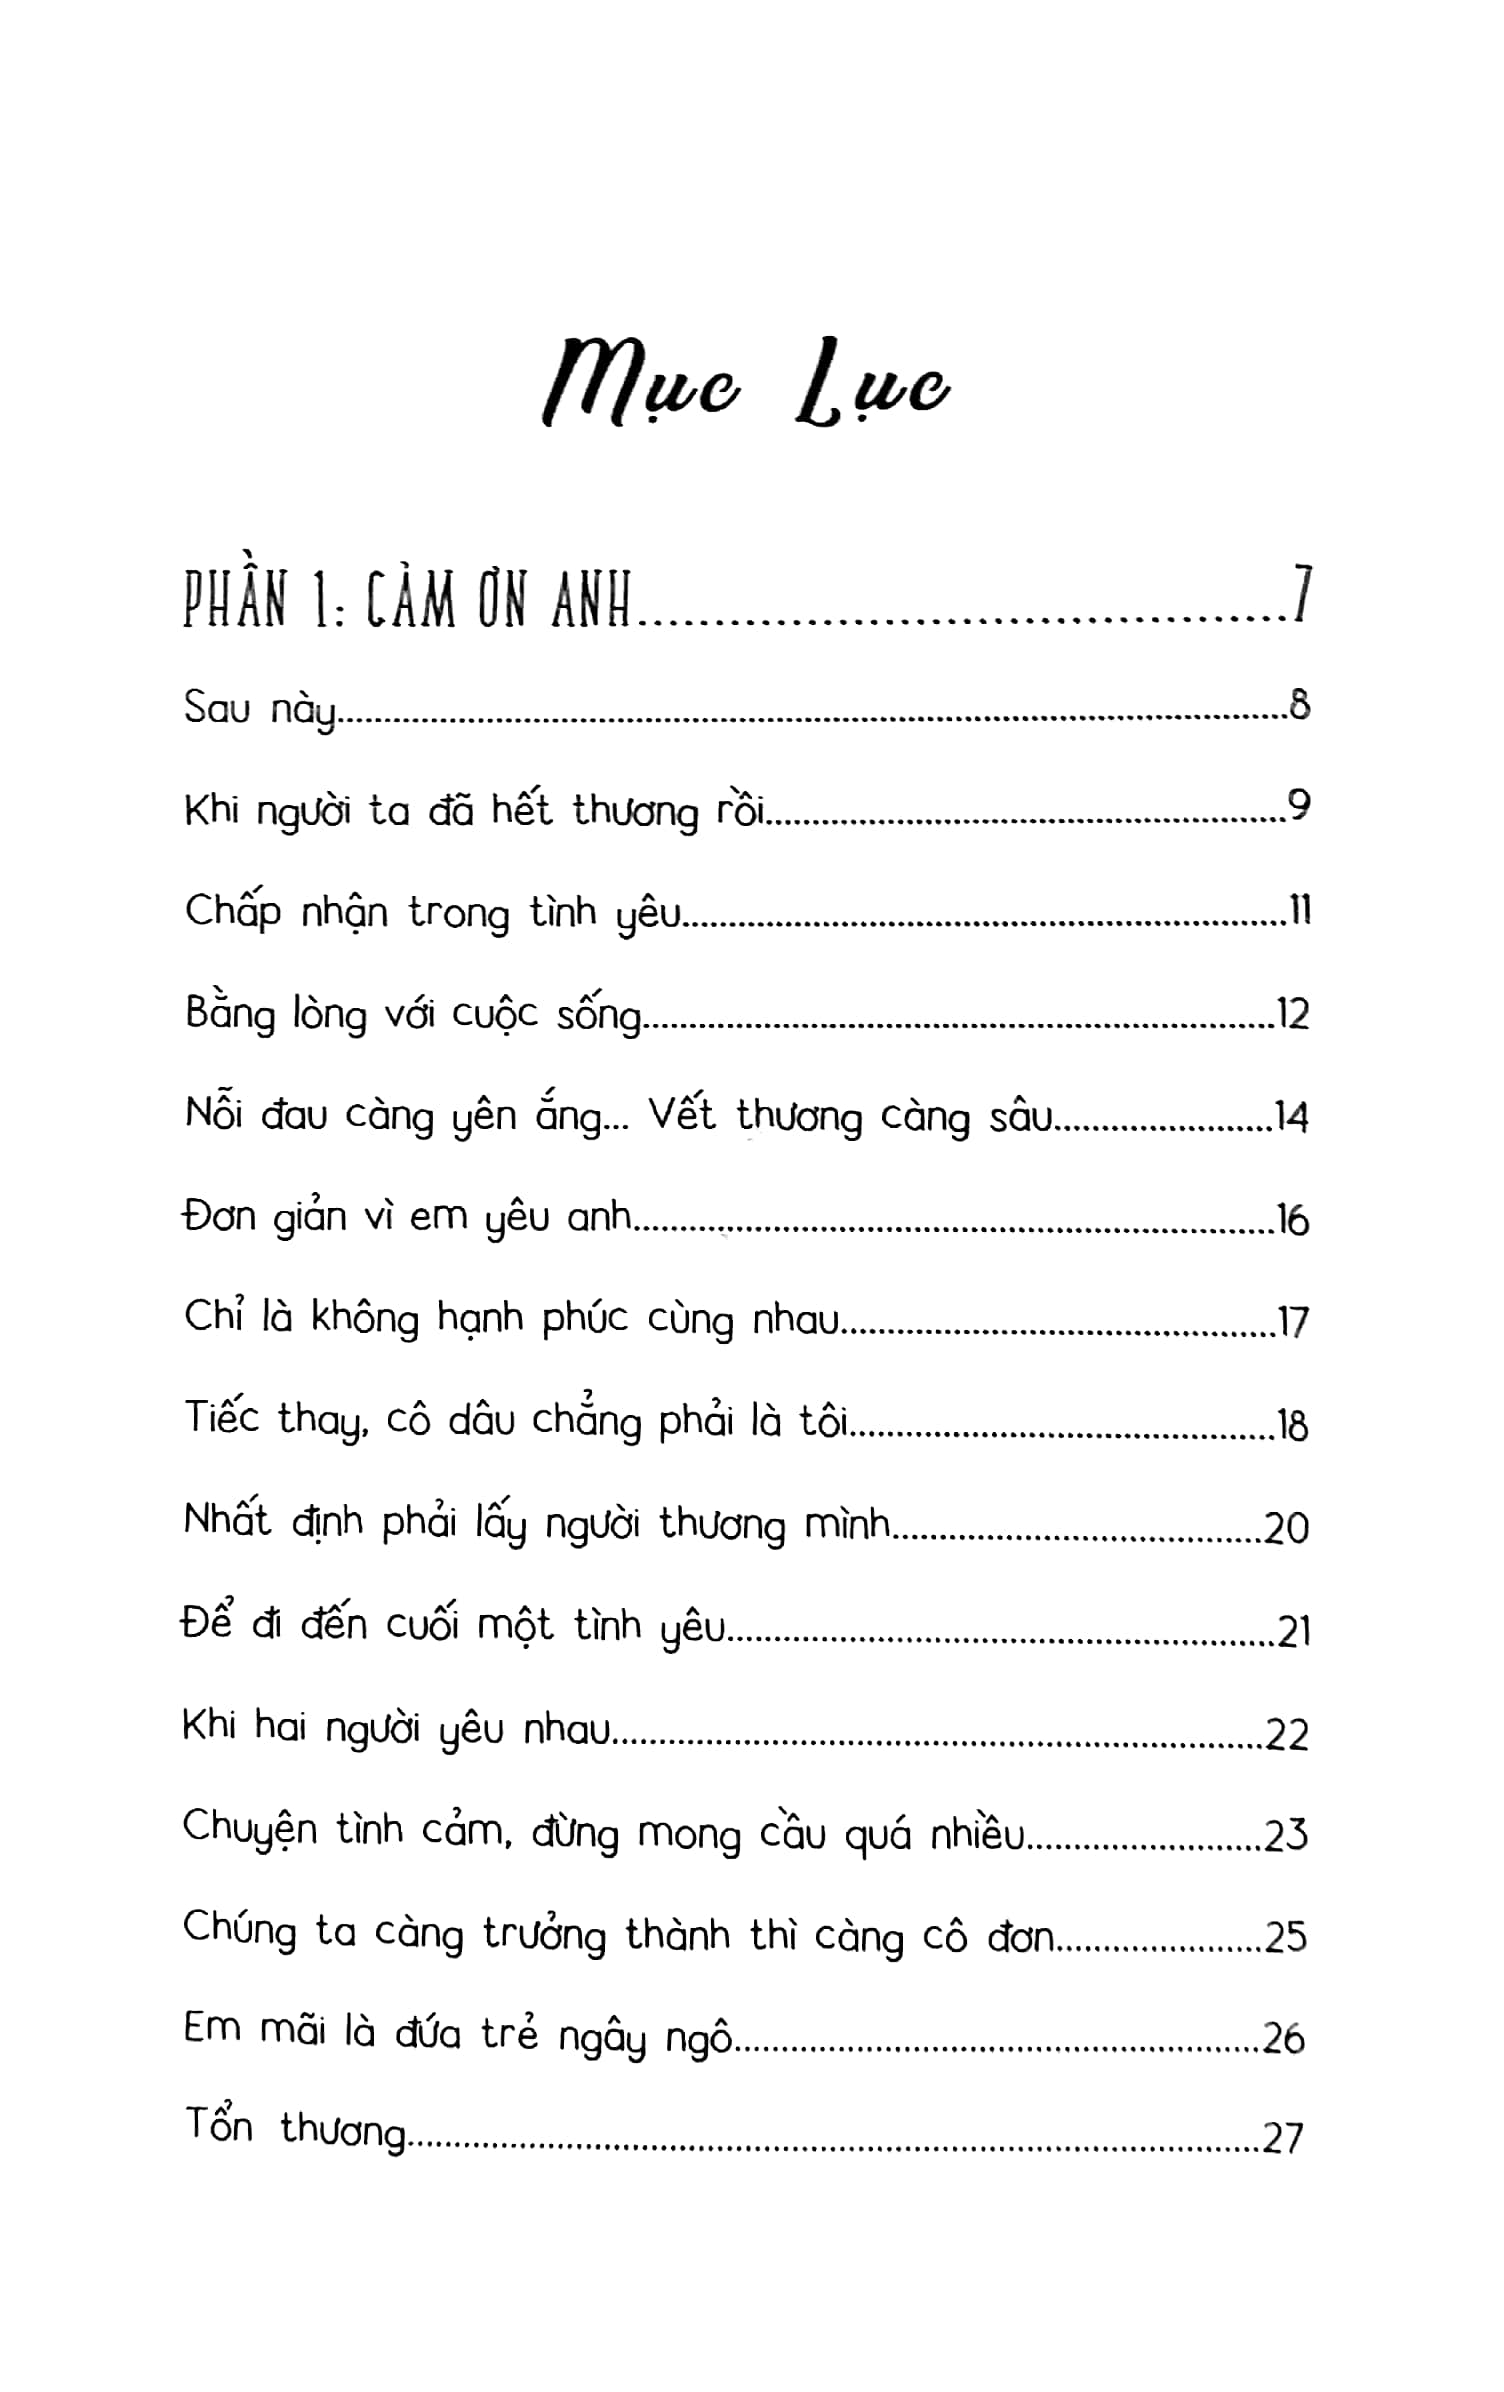 Mục Lục
PHẦN 1: CẢM ƠN ANH..........................................7
Sau này..........................................8
Khi người ta đã hết thương rồi..........................................9
Chấp nhận trong tình yêu..........................................11
Bằng lòng với cuộc sống..........................................12
Nỗi đau càng yên ắng... Vết thương càng sâu..........................................14
Đơn giản vì em yêu anh..........................................16
Chỉ là không hạnh phúc cùng nhau..........................................17
Tiếc thay, cô dâu chẳng phải là tôi..........................................18
Nhất định phải lấy người thương mình..........................................20
Để đi đến cuối một tình yêu..........................................21
Khi hai người yêu nhau..........................................22
Chuyện tình cảm, đừng mong cầu quá nhiều..........................................23
Chúng ta càng trưởng thành thì càng cô đơn..........................................25
Em mãi là đứa trẻ ngây ngô..........................................26
Tổn thương..........................................27